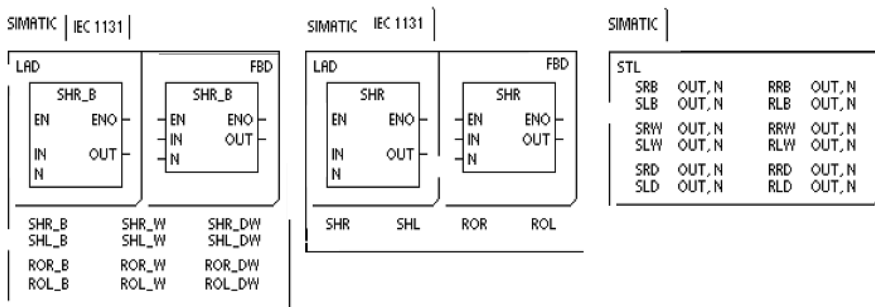 SIMATIC IEC 1131
LAD FBD
SHR_B SHR_B
EN ENO EN ENO
IN OUT IN OUT
N N
SHR_B SHR_W SHR_DW
SHL_B SHL_W SHL_DW
ROR_B ROR_W ROR_DW
ROL_B ROL_W ROL_DW
SIMATIC IEC 1131
LAD FBD
SHR SHR
EN ENO EN ENO
IN OUT IN OUT
N N
SHR SHL ROR ROL
SIMATIC
STL
SRB OUT, N RRB OUT, N
SLB OUT, N RLB OUT, N
SRW OUT, N RRW OUT, N
SLW OUT, N RLW OUT, N
SRD OUT, N RRD OUT, N
SLD OUT, N RLD OUT, N